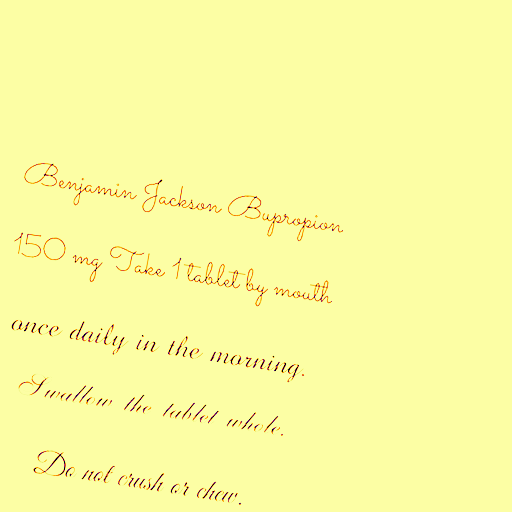 Benjamin Jackson Bupropion
150 mg Take 1 tablet by mouth
once daily in the morning.
Swallow the tablet whole.
Do not crush or chew.